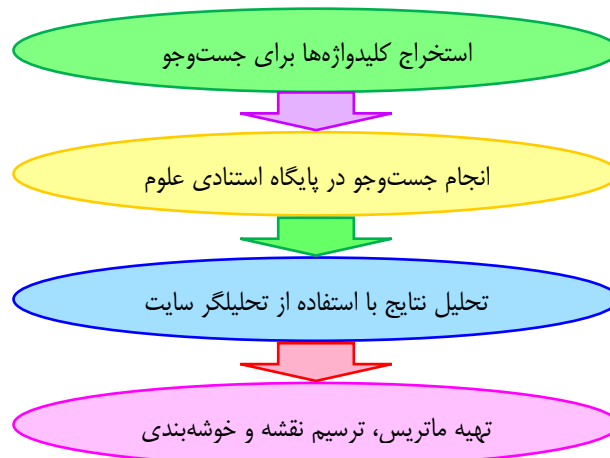 استخراج کلیدواژه‌ها برای جست‌وجو
انجام جست‌وجو در پایگاه استنادی علوم
تحلیل نتایج با استفاده از تحلیلگر سایت
تهیه ماتریس، ترسیم نقشه و خوشه‌بندی